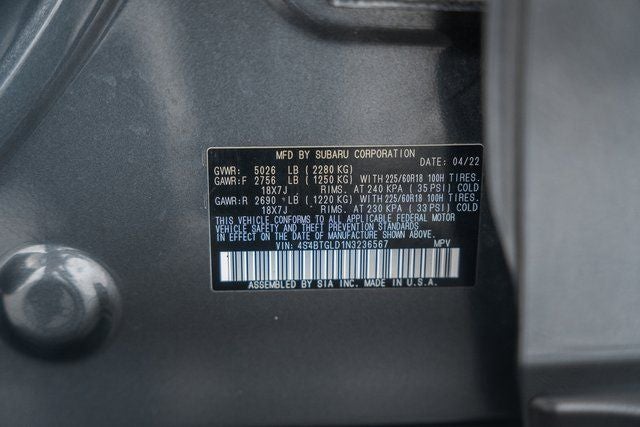 MFD BY SUBARU CORPORATION
DATE: 04/22
GVWR: 5026 LB (2280 KG)
GAWR:F 2756 LB (1250 KG) WITH 225/60R18 100H TIRES.
18X7J RIMS. AT 240 KPA (35 PSI) COLD
GAWR:R 2690 LB (1220 KG) WITH 225/60R18 100H TIRES.
18X7J RIMS. AT 230 KPA (33 PSI) COLD
THIS VEHICLE CONFORMS TO ALL APPLICABLE FEDERAL MOTOR
VEHICLE SAFETY AND THEFT PREVENTION STANDARDS
IN EFFECT ON THE DATE OF MANUFACTURE SHOWN ABOVE.
VIN: 4S4BTGLD1N3236567 MPV
ASSEMBLED BY SIA INC. MADE IN U.S.A.